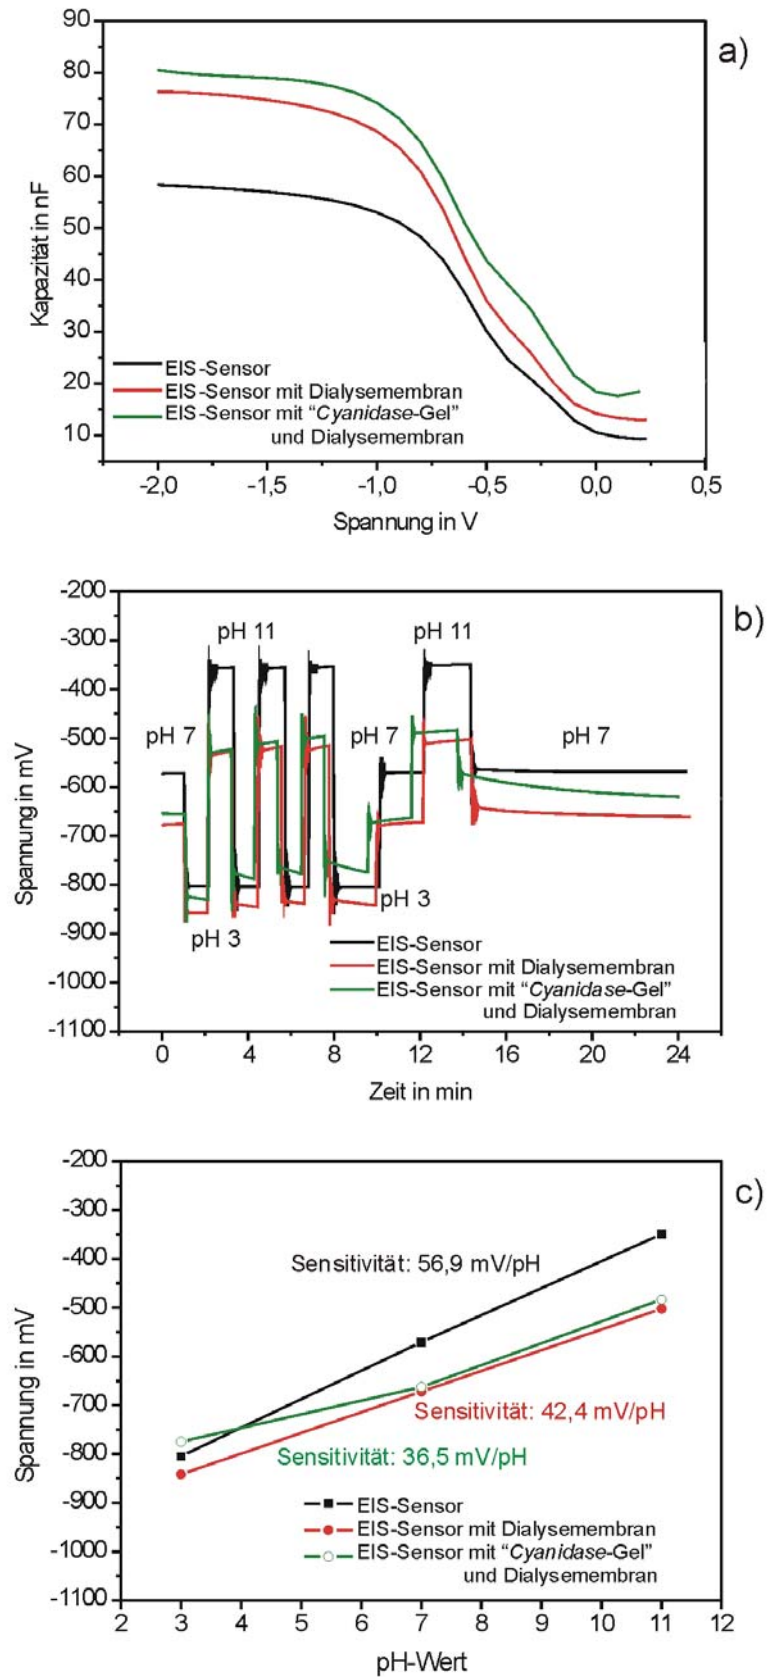 a)
90
80
70
60
50
40
30
20
10
Kapazität in nF
EIS-Sensor
EIS-Sensor mit Dialysemembran
EIS-Sensor mit “Cyanidase-Gel”
und Dialysemembran
-2,0 -1,5 -1,0 -0,5 0,0 0,5
Spannung in V
b)
-200
-300
-400
-500
-600
-700
-800
-900
-1000
-1100
Spannung in mV
pH 11 pH 11
pH 7 pH 7 pH 7
pH 3
pH 3
EIS-Sensor
EIS-Sensor mit Dialysemembran
EIS-Sensor mit “Cyanidase-Gel”
und Dialysemembran
0 4 8 12 16 20 24
Zeit in min
c)
-200
-300
-400
-500
-600
-700
-800
-900
-1000
-1100
Spannung in mV
Sensitivität: 56,9 mV/pH
Sensitivität: 42,4 mV/pH
Sensitivität: 36,5 mV/pH
EIS-Sensor
EIS-Sensor mit Dialysemembran
EIS-Sensor mit “Cyanidase-Gel”
und Dialysemembran
2 3 4 5 6 7 8 9 10 11 12
pH-Wert